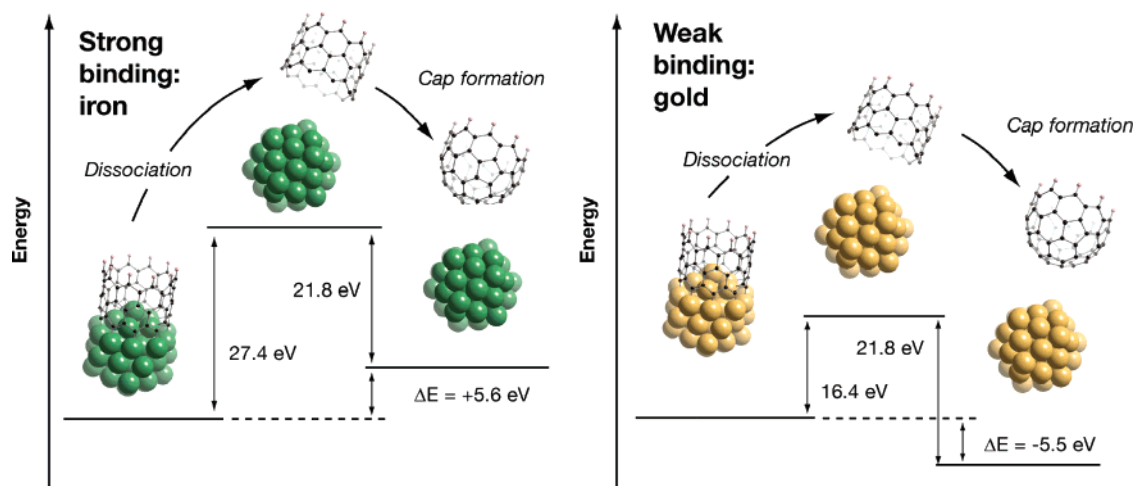 Strong
binding:
iron
Cap formation
Dissociation
Energy
21.8 eV
27.4 eV
ΔE = +5.6 eV
Weak
binding:
gold
Cap formation
Dissociation
Energy
21.8 eV
16.4 eV
ΔE = -5.5 eV